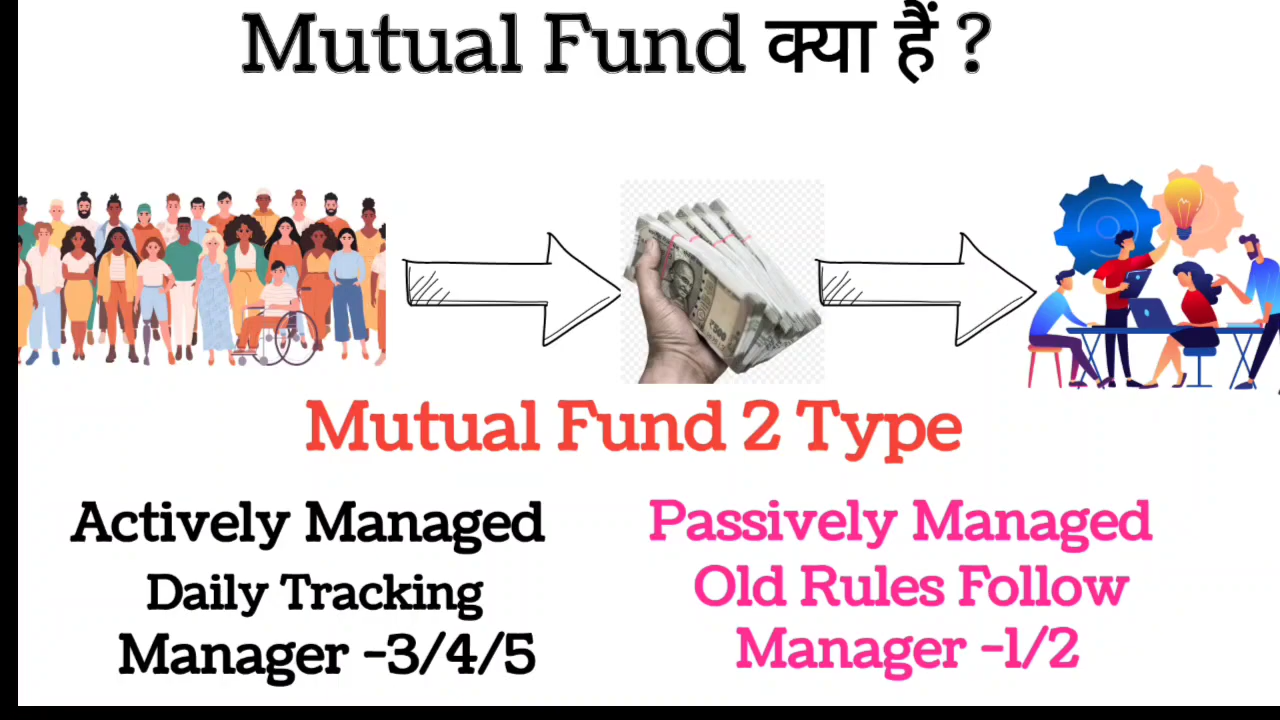 Mutual Fund क्या हैं ?
₹500
Mutual Fund 2 Type
Actively Managed
Passively Managed
Daily Tracking
Old Rules Follow
Manager -3/4/5
Manager -1/2